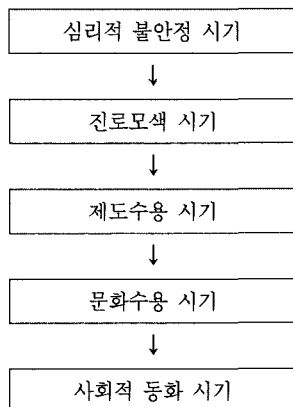 심리적 불안정 시기
↓
진로모색 시기
↓
제도수용 시기
↓
문화수용 시기
↓
사회적 동화 시기